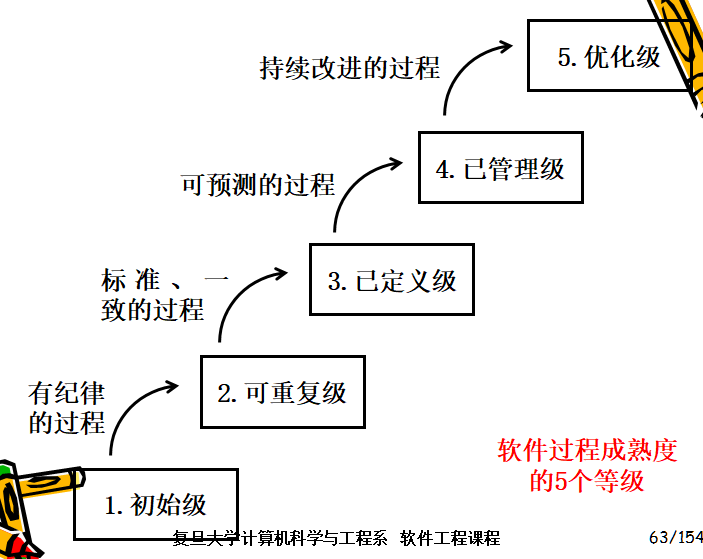 持续改进的过程
5.优化级
可预测的过程
4.已管理级
标准、一
致的过程
3.已定义级
有纪律
的过程
2.可重复级
软件过程成熟度
的5个等级
1.初始级
复旦大学计算机科学与工程系 软件工程课程
63/154